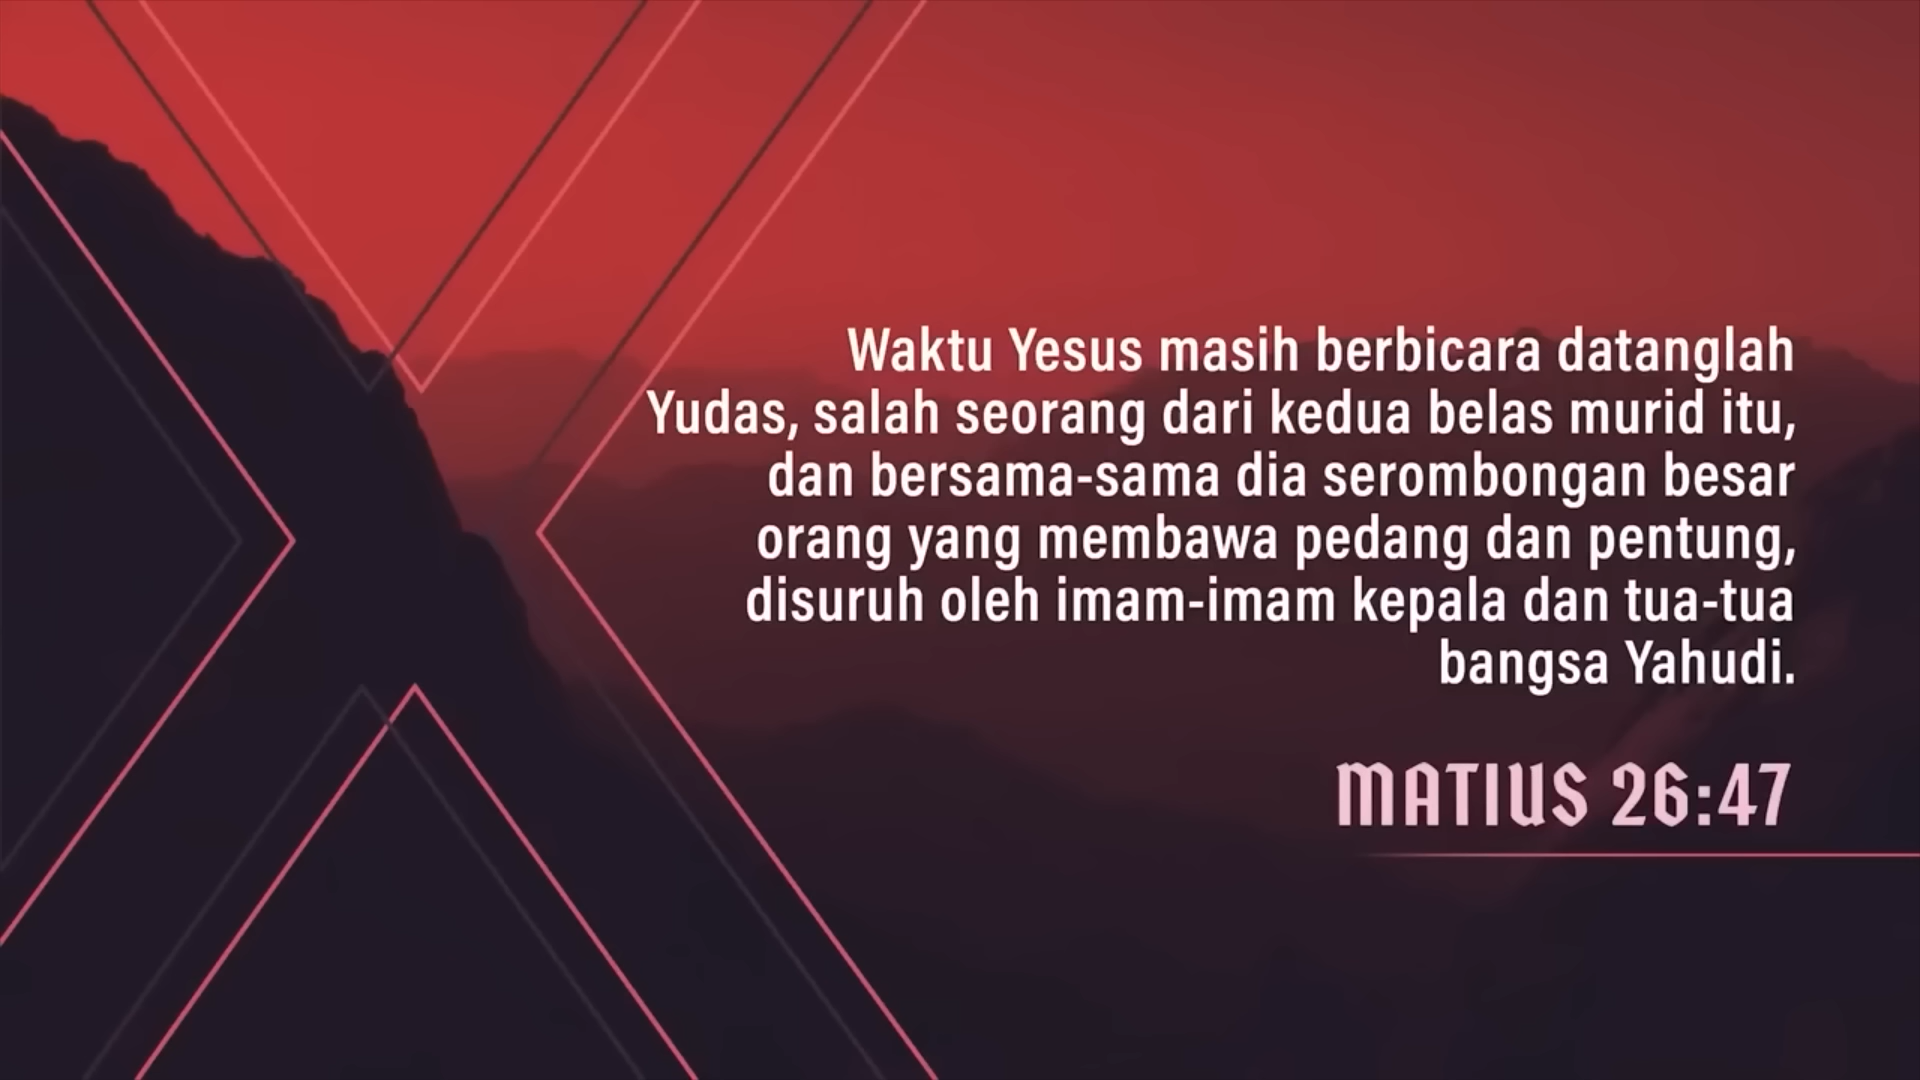 Waktu Yesus masih berbicara datanglah
Yudas, salah seorang dari kedua belas murid itu,
dan bersama-sama dia serombongan besar
orang yang membawa pedang dan pentung,
disuruh oleh imam-imam kepala dan tua-tua
bangsa Yahudi.
MATIUS 26:47